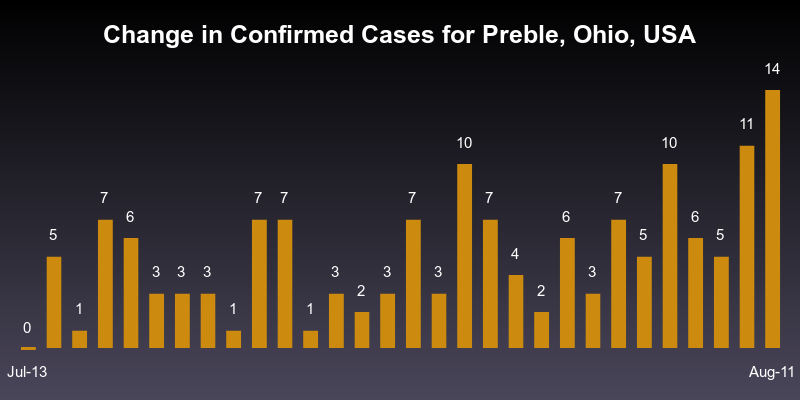 Change in Confirmed Cases for Preble, Ohio, USA
0 5 1 7 6 3 3 3 1 7 7 1 3 2 3 7 3 10 7 4 2 6 3 7 5 10 6 5 11 14
Jul-13 Aug-11